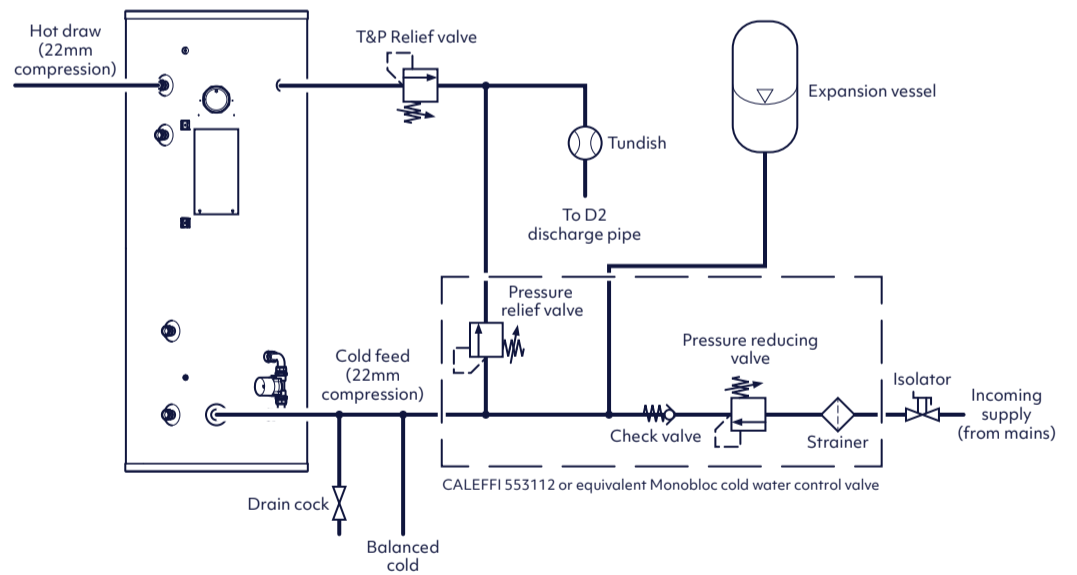 Hot draw
(22mm
compression)
T&P Relief valve
Expansion vessel
Tundish
To D2
discharge pipe
Pressure
relief valve
Cold feed
(22mm
compression)
Pressure reducing
valve
Isolator
Incoming
supply
(from mains)
Check valve
Strainer
CALEFFI 553112 or equivalent Monobloc cold water control valve
Drain cock
Balanced
cold